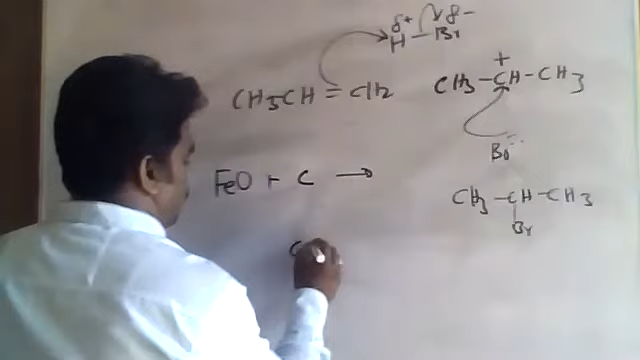 δ+ δ-
H - Br
CH3CH = CH2
+
CH3 - CH - CH3
Br
FeO + C →
CH3 - CH - CH3
Br
C